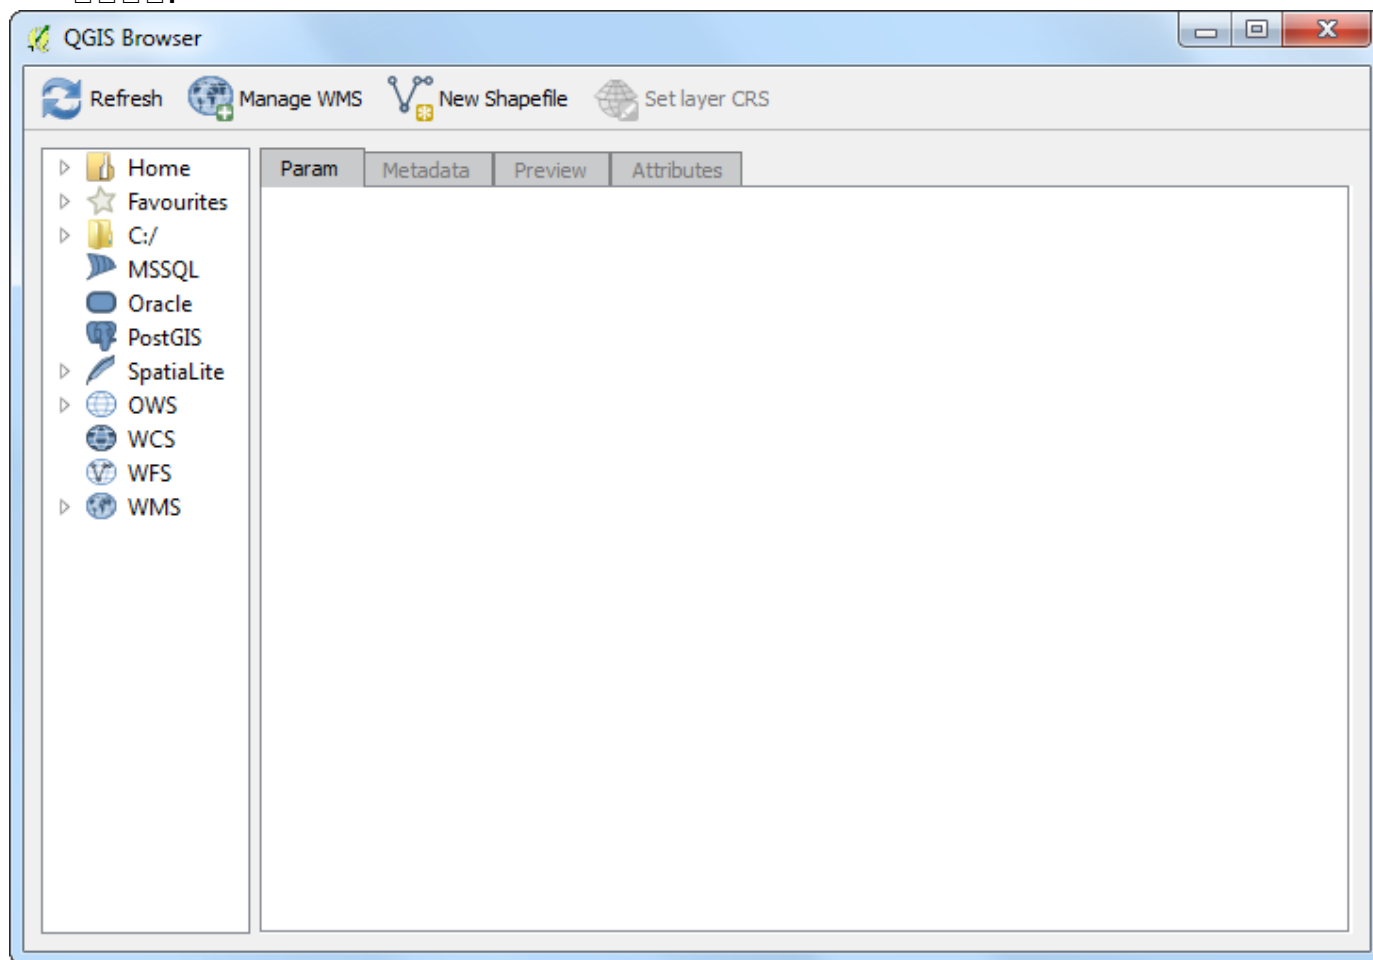 QGIS Browser
Refresh Manage WMS New Shapefile Set layer CRS
Param Metadata Preview Attributes
Home
Favourites
C:/
MSSQL
Oracle
PostGIS
SpatiaLite
OWS
WCS
WFS
WMS